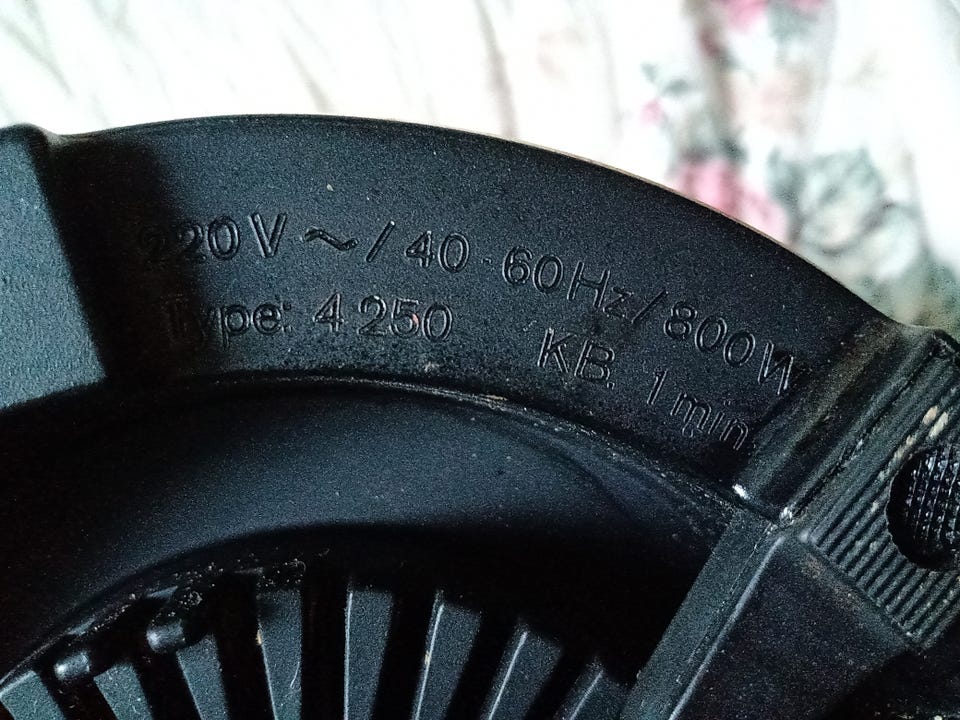 220V ~ / 40-60Hz / 800W
Type: 4250 KB. 1 min